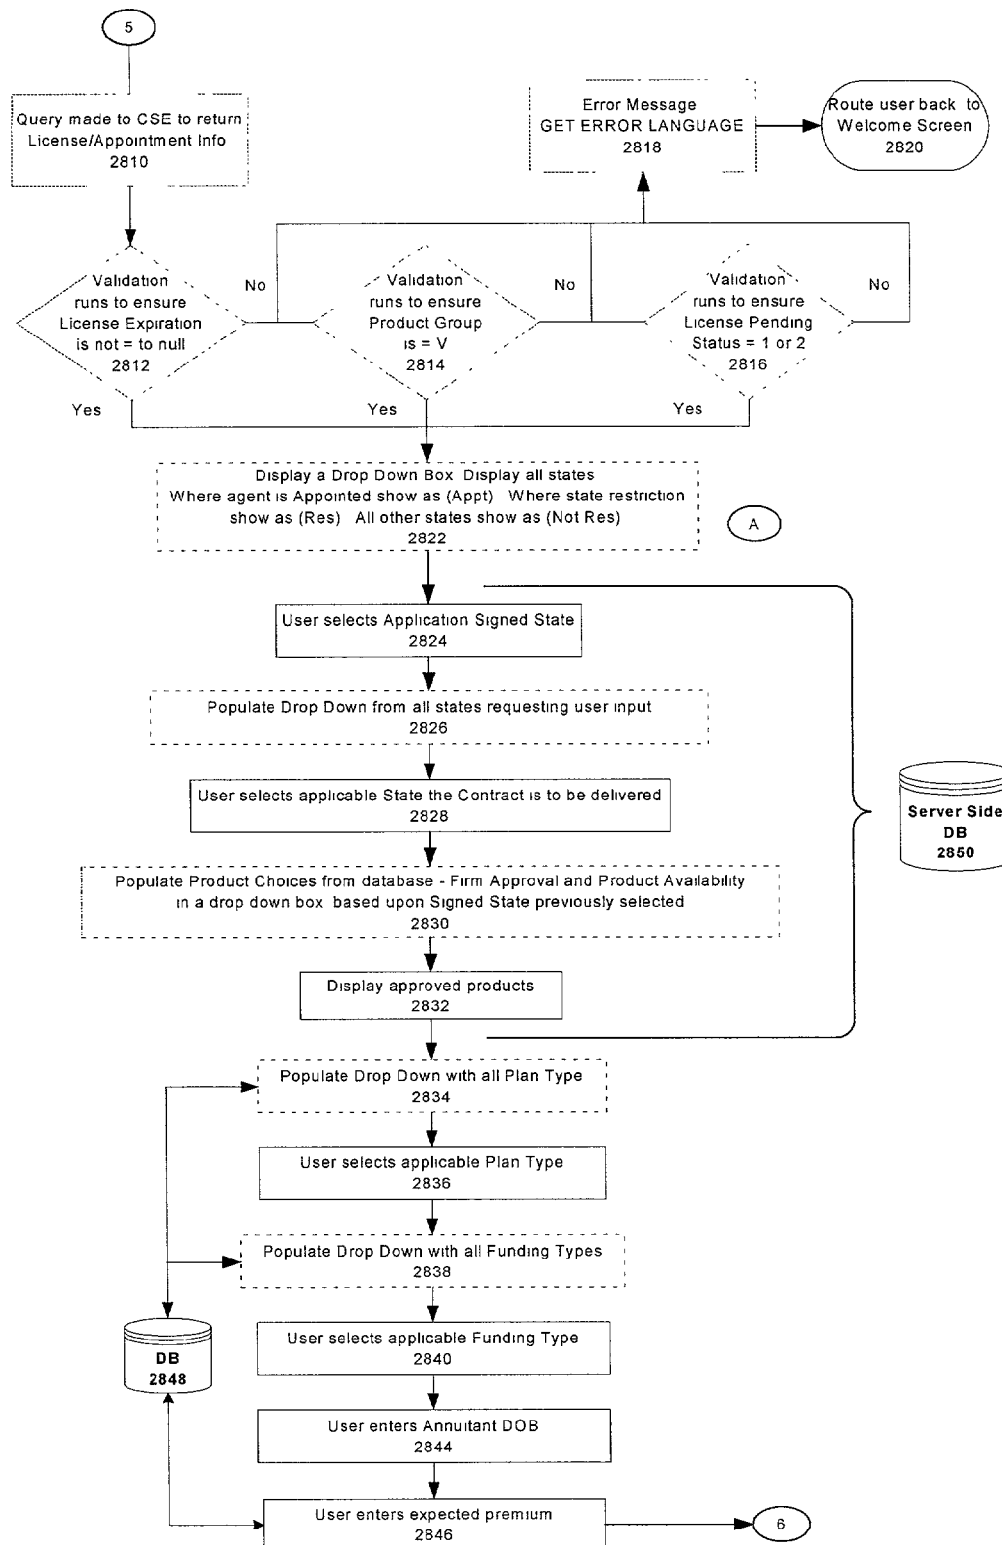 5
Query made to CSE to return
License/Appointment Info
2810
Error Message
GET ERROR LANGUAGE
2818
Route user back to
Welcome Screen
2820
Validation
runs to ensure
License Expiration
is not = to null
2812
No
Yes
Validation
runs to ensure
Product Group
is = V
2814
No
Yes
Validation
runs to ensure
License Pending
Status = 1 or 2
2816
No
Yes
Display a Drop Down Box Display all states
Where agent is Appointed show as (Appt) Where state restriction
show as (Res) All other states show as (Not Res)
2822
A
User selects Application Signed State
2824
Populate Drop Down from all states requesting user input
2826
User selects applicable State the Contract is to be delivered
2828
Populate Product Choices from database - Firm Approval and Product Availability
in a drop down box based upon Signed State previously selected
2830
Display approved products
2832
Server Side
DB
2850
Populate Drop Down with all Plan Type
2834
User selects applicable Plan Type
2836
Populate Drop Down with all Funding Types
2838
User selects applicable Funding Type
2840
DB
2848
User enters Annuitant DOB
2844
User enters expected premium
2846
6